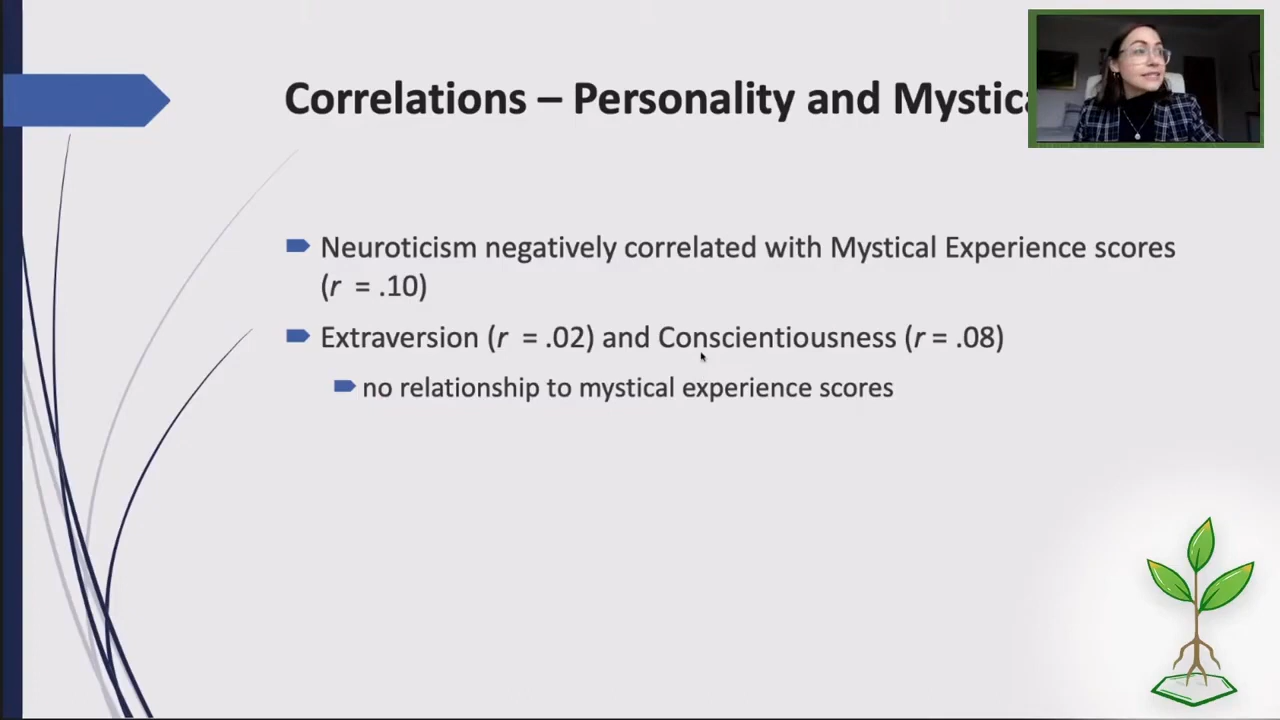 Correlations – Personality and Mystica
Neuroticism negatively correlated with Mystical Experience scores
(r = .10)
Extraversion (r = .02) and Conscientiousness (r = .08)
no relationship to mystical experience scores